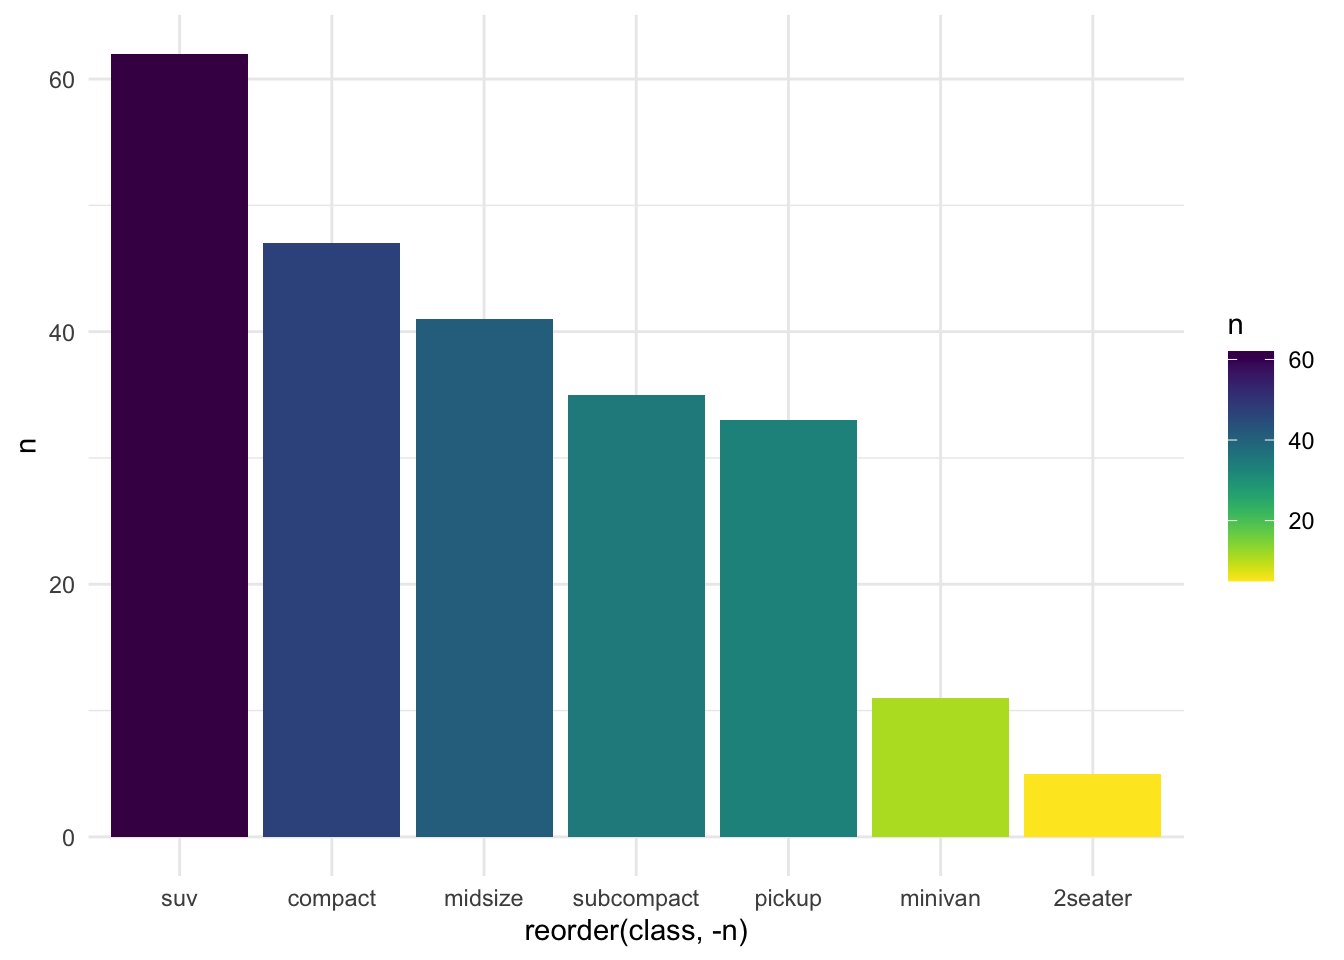 60
40
20
0
n
suv compact midsize subcompact pickup minivan 2seater
reorder(class, -n)
n
60
40
20